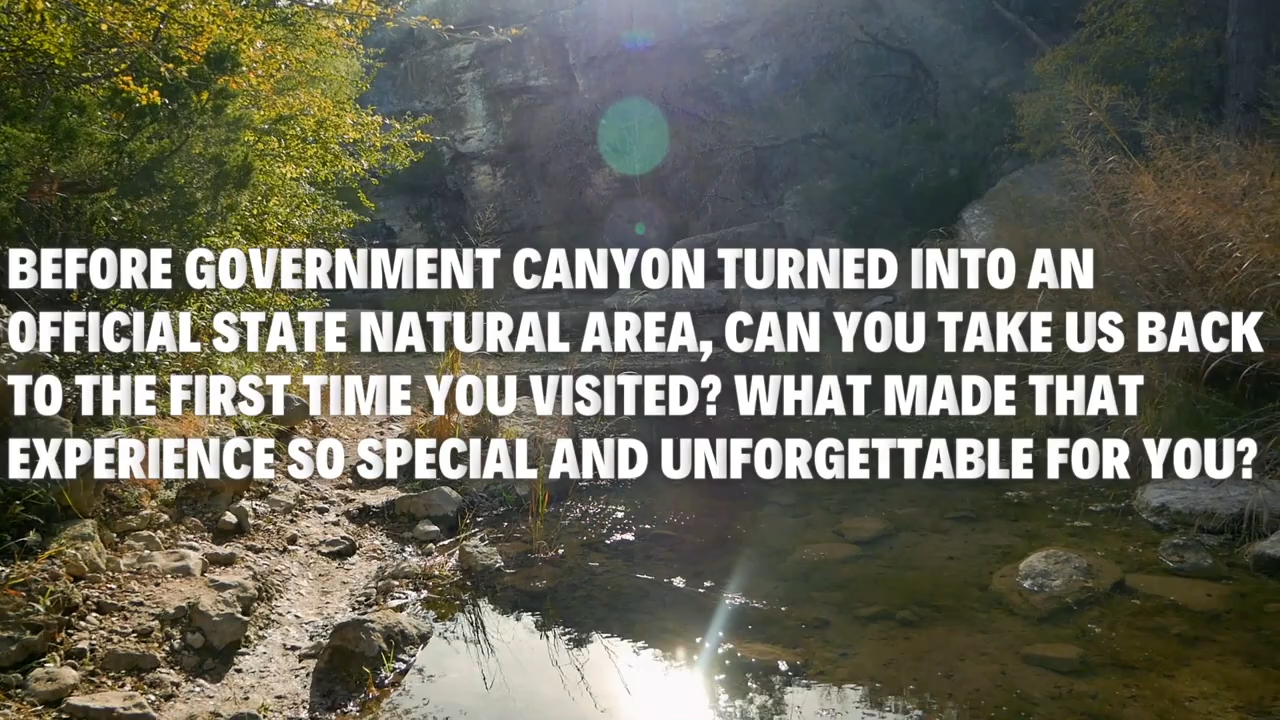 BEFORE GOVERNMENT CANYON TURNED INTO AN
OFFICIAL STATE NATURAL AREA, CAN YOU TAKE US BACK
TO THE FIRST TIME YOU VISITED? WHAT MADE THAT
EXPERIENCE SO SPECIAL AND UNFORGETTABLE FOR YOU?